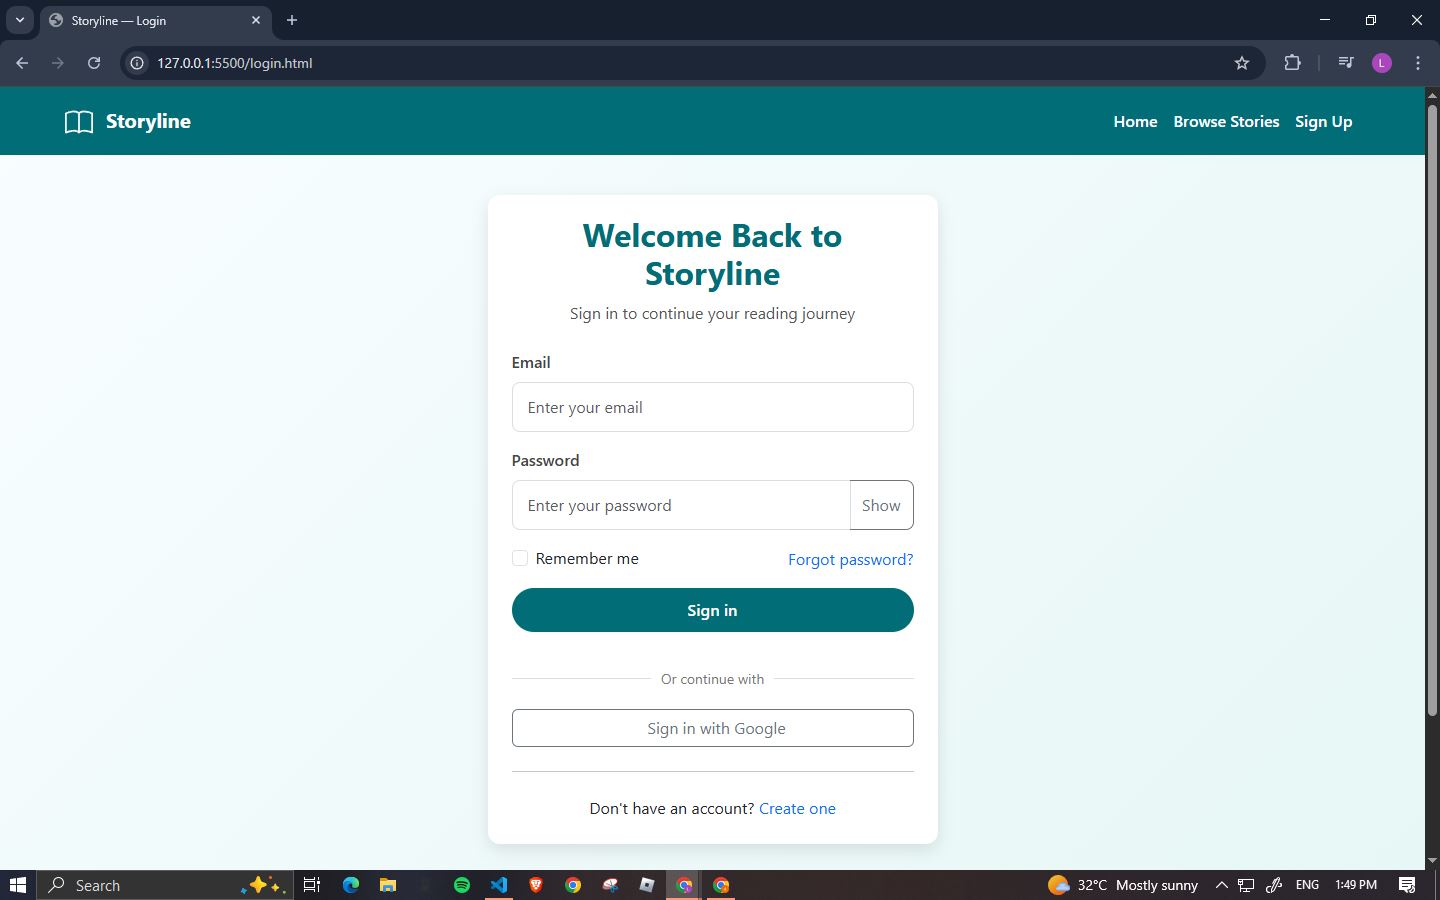 Storyline — Login
127.0.0.1:5500/login.html
L
Storyline
Home Browse Stories Sign Up
Welcome Back to
Storyline
Sign in to continue your reading journey
Email
Enter your email
Password
Enter your password Show
Remember me Forgot password?
Sign in
Or continue with
Sign in with Google
Don't have an account? Create one
Search 32°C Mostly sunny ENG 1:49 PM